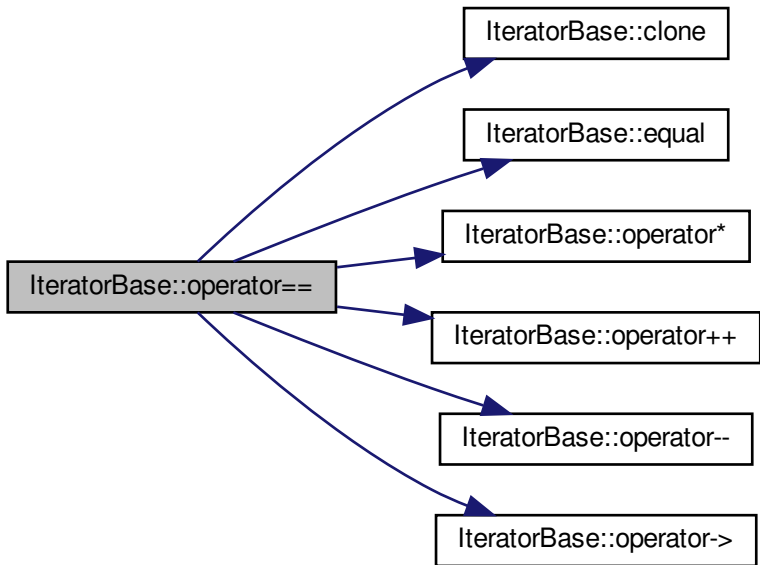 IteratorBase::clone
IteratorBase::equal
IteratorBase::operator*
IteratorBase::operator==
IteratorBase::operator++
IteratorBase::operator--
IteratorBase::operator->